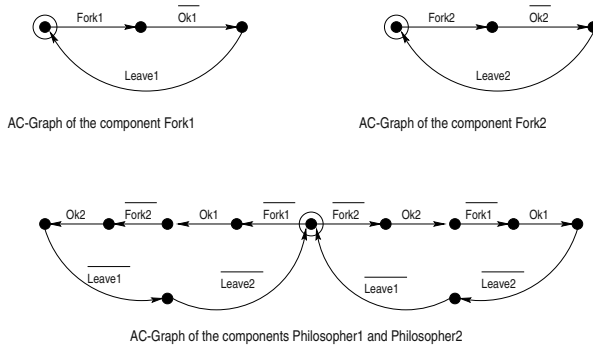 Fork1 Ok1
Leave1
AC-Graph of the component Fork1
Fork2 Ok2
Leave2
AC-Graph of the component Fork2
Ok2 Fork2 Ok1 Fork1 Fork2 Ok2 Fork1 Ok1
Leave1 Leave2 Leave1 Leave2
AC-Graph of the components Philosopher1 and Philosopher2